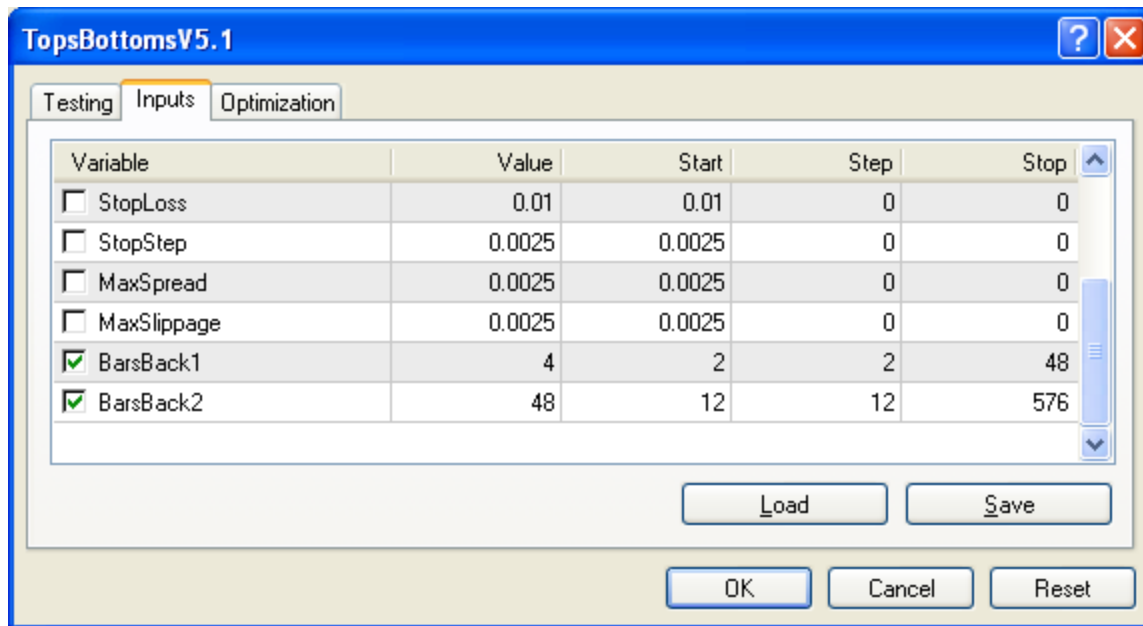 TopsBottomsV5.1
Testing Inputs Optimization
Variable Value Start Step Stop
StopLoss 0.01 0.01 0 0
StopStep 0.0025 0.0025 0 0
MaxSpread 0.0025 0.0025 0 0
MaxSlippage 0.0025 0.0025 0 0
BarsBack1 4 2 2 48
BarsBack2 48 12 12 576
Load Save
OK Cancel Reset